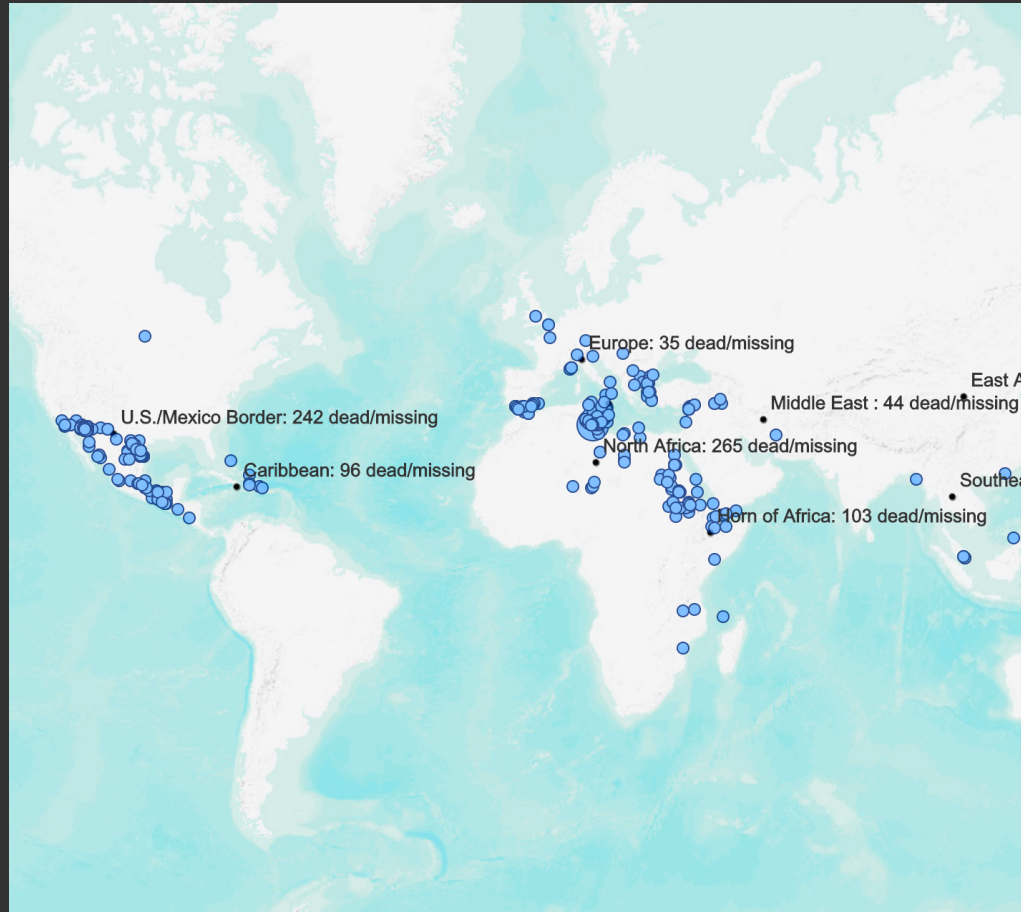 Europe: 35 dead/missing
East A
Middle East : 44 dead/missing
U.S./Mexico Border: 242 dead/missing
North Africa: 265 dead/missing
Caribbean: 96 dead/missing
Southea
Horn of Africa: 103 dead/missing